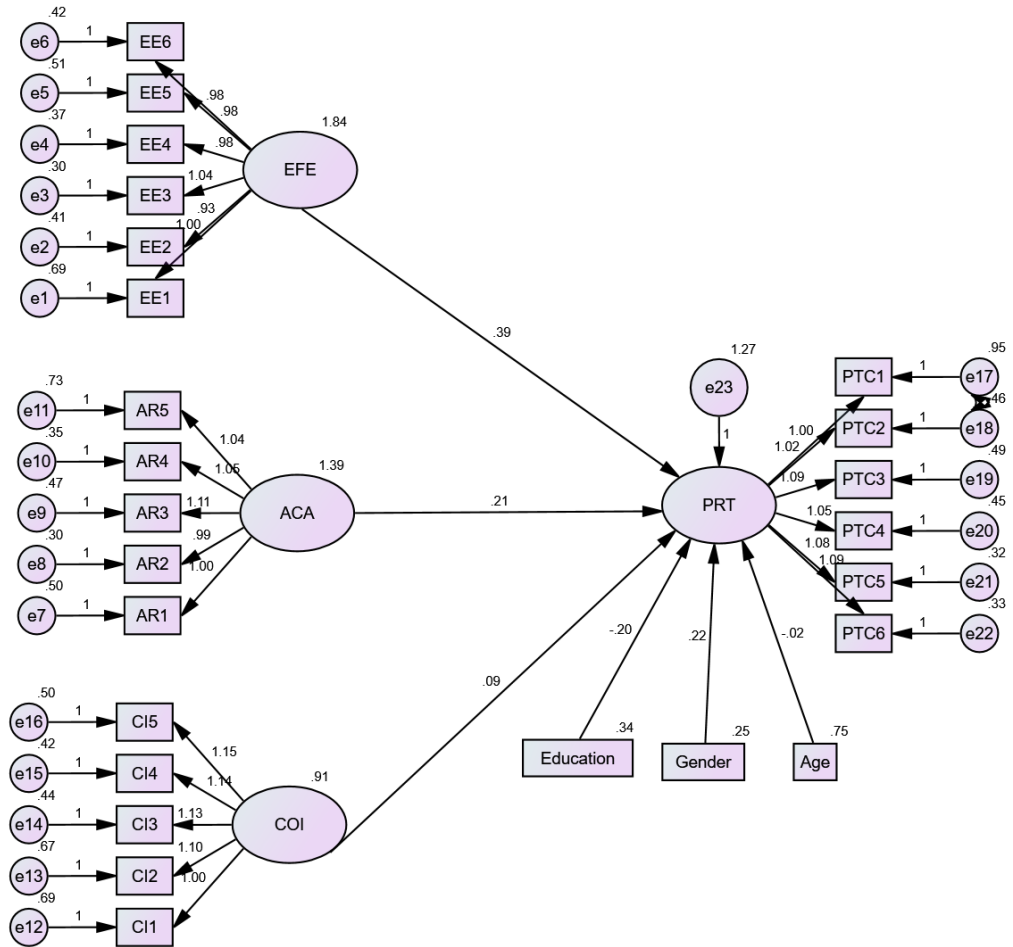 .42
e6 1 EE6
.51
e5 1 EE5
.98
.98
.37
e4 1 EE4
.98
1.84
EFE
.30
e3 1 EE3
1.04
.41
e2 1 EE2
.93
1.00
.69
e1 1 EE1
.39
.73
e11 1 AR5
1.04
.35
e10 1 AR4
1.05
1.39
ACA
.47
e9 1 AR3
1.11
.30
e8 1 AR2
.99
1.00
.50
e7 1 AR1
.21
.50
e16 1 CI5
1.15
.42
e15 1 CI4
1.14
.91
COI
.44
e14 1 CI3
1.13
.67
e13 1 CI2
1.10
1.00
.69
e12 1 CI1
.09
1.27
e23
1
PRT
-.20
.22
-.02
.34
Education
.25
Gender
.75
Age
.95
PTC1 1 e17
1.00
.46
PTC2 1 e18
1.02
.49
PTC3 1 e19
1.09
.45
PTC4 1 e20
1.05
.32
PTC5 1 e21
1.08
1.09
.33
PTC6 1 e22